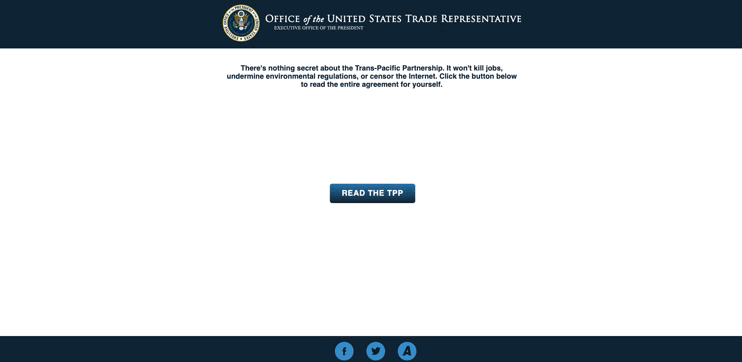 OFFICE of the UNITED STATES TRADE REPRESENTATIVE
EXECUTIVE OFFICE OF THE PRESIDENT
There's nothing secret about the Trans-Pacific Partnership. It won't kill jobs,
undermine environmental regulations, or censor the Internet. Click the button below
to read the entire agreement for yourself.
READ THE TPP